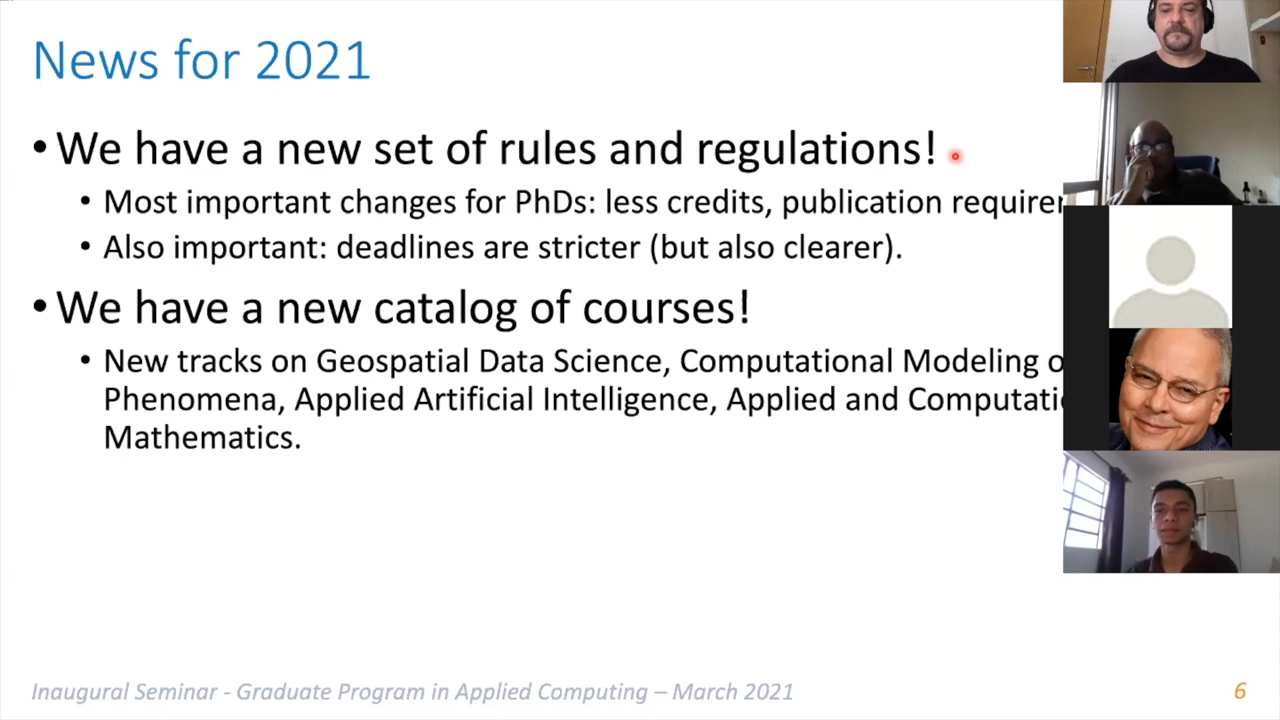 News for 2021
• We have a new set of rules and regulations!
• Most important changes for PhDs: less credits, publication
• Also important: deadlines are stricter (but also clearer).
• We have a new catalog of courses!
• New tracks on Geospatial Data Science, Computational Modeling
Phenomena, Applied Artificial Intelligence, Applied and
Mathematics.
Inaugural Seminar - Graduate Program in Applied Computing – March 2021
6